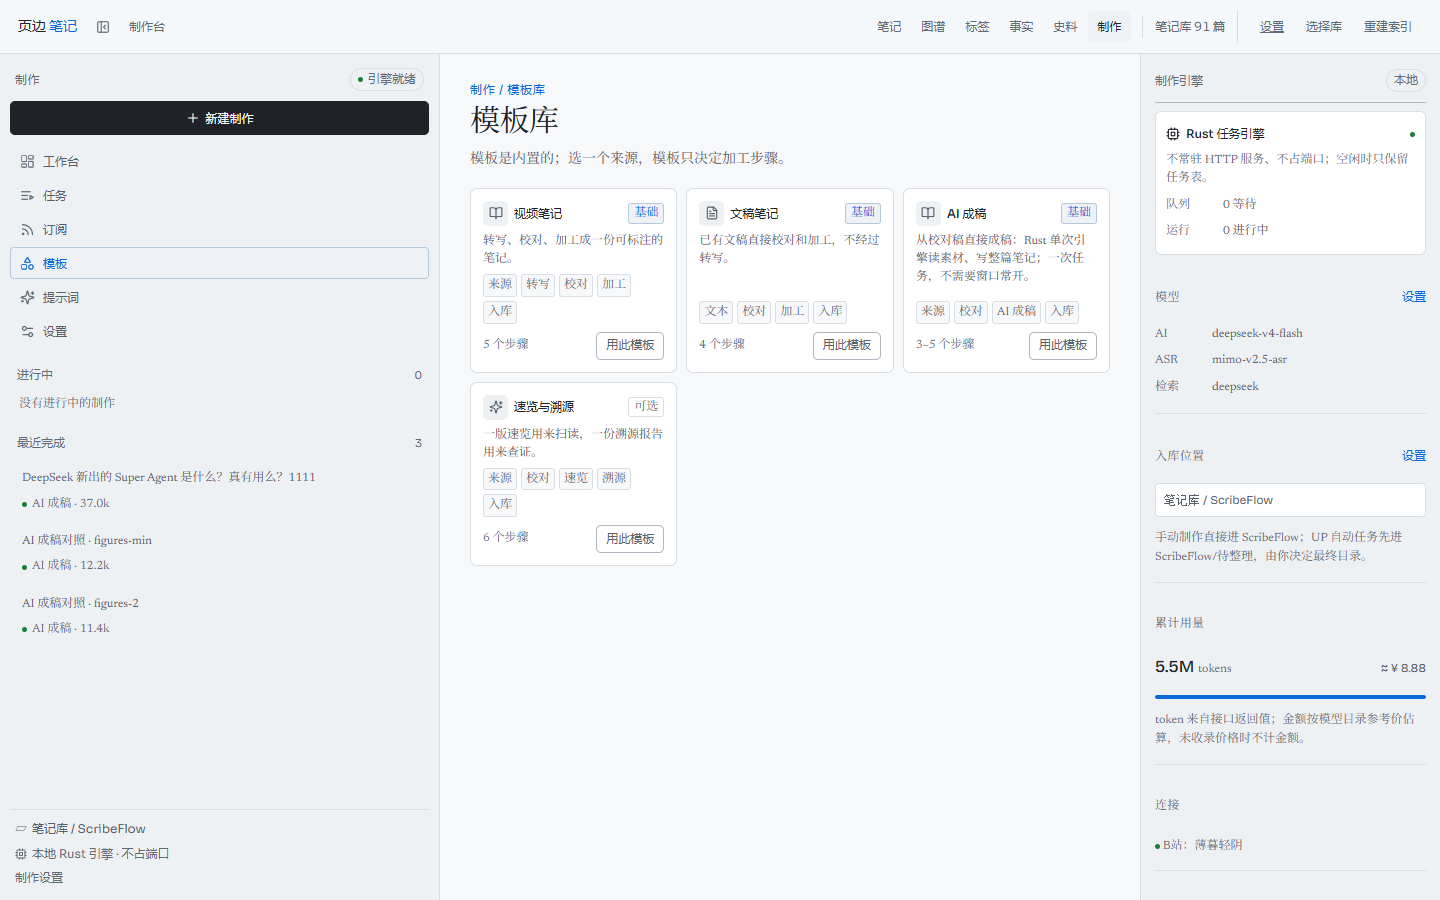 页边 笔记
制作台
笔记
图谱
标签
事实
史料
制作
笔记库 91 篇
设置
选择库
重建索引
制作
引擎就绪
新建制作
工作台
任务
订阅
模板
提示词
设置
进行中
0
没有进行中的制作
最近完成
3
DeepSeek 新出的 Super Agent 是什么？真有用么？1111
AI 成稿 · 37.0k
AI 成稿对照 · figures-min
AI 成稿 · 12.2k
AI 成稿对照 · figures-2
AI 成稿 · 11.4k
笔记库 / ScribeFlow
本地 Rust 引擎 · 不占端口
制作设置
制作 / 模板库
模板库
模板是内置的；选一个来源，模板只决定加工步骤。
视频笔记
基础
转写、校对、加工成一份可标注的
笔记。
来源
转写
校对
加工
入库
5 个步骤
用此模板
文稿笔记
基础
已有文稿直接校对和加工，不经过
转写。
文本
校对
加工
入库
4 个步骤
用此模板
AI 成稿
基础
从校对稿直接成稿：Rust 单次引
擎读素材、写整篇笔记；一次任
务，不需要窗口常开。
来源
校对
AI 成稿
入库
3–5 个步骤
用此模板
速览与溯源
可选
一版速览用来扫读，一份溯源报告
用来查证。
来源
校对
速览
溯源
入库
6 个步骤
用此模板
制作引擎
本地
Rust 任务引擎
不常驻 HTTP 服务、不占端口；空闲时只保留
任务表。
队列
0 等待
运行
0 进行中
模型
设置
AI
deepseek-v4-flash
ASR
mimo-v2.5-asr
检索
deepseek
入库位置
设置
笔记库 / ScribeFlow
手动制作直接进 ScribeFlow；UP 自动任务先进
ScribeFlow/待整理，由你决定最终目录。
累计用量
5.5M tokens
≈ ¥ 8.88
token 来自接口返回值；金额按模型目录参考价估
算，未收录价格时不计金额。
连接
B站：薄暮轻阴